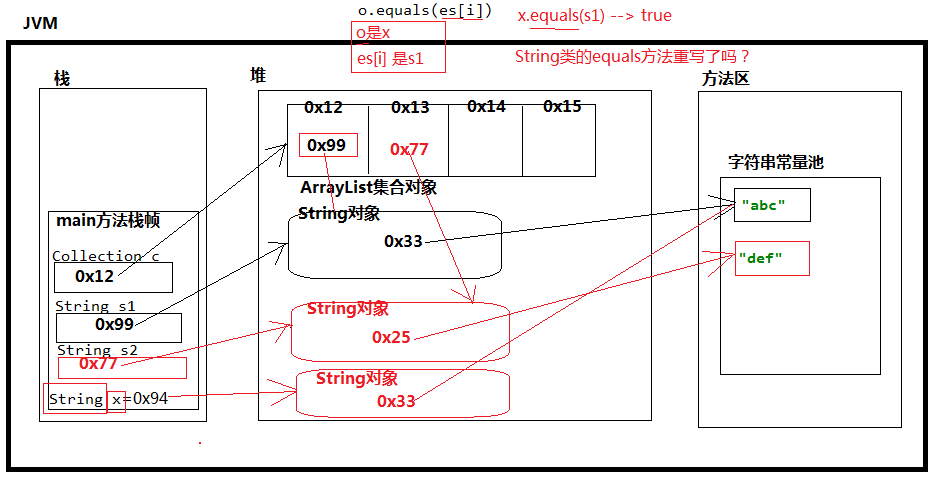 o.equals(es[i])
x.equals(s1) --> true
JVM
o是x
es[i] 是s1
String类的equals方法重写了吗？
栈
堆
方法区
0x12
0x13
0x14
0x15
0x99
0x77
字符串常量池
ArrayList集合对象
String对象
"abc"
main方法栈帧
0x33
Collection c
"def"
0x12
String s1
String对象
0x99
0x25
String s2
0x77
String对象
String x=0x94
0x33